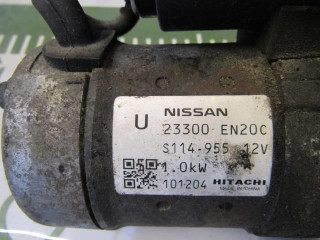 U NISSAN
23300 EN20C
S114-955 12V
1.0kW
101204 HITACHI